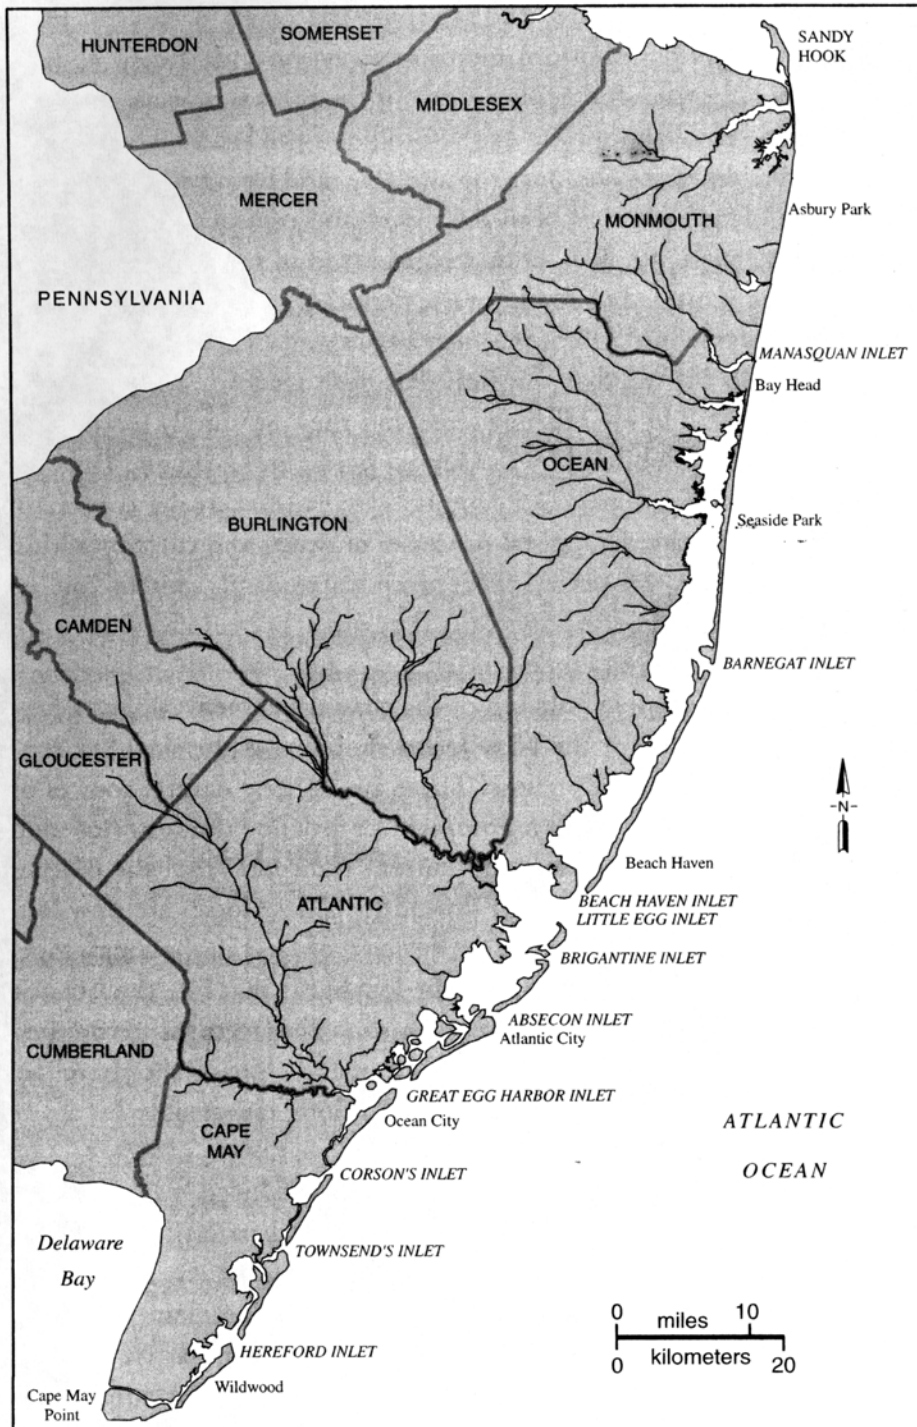 HUNTERDON
SOMERSET
SANDY
HOOK
MIDDLESEX
MERCER
MONMOUTH
Asbury Park
PENNSYLVANIA
MANASQUAN INLET
Bay Head
OCEAN
BURLINGTON
Seaside Park
CAMDEN
BARNEGAT INLET
GLOUCESTER
-N-
Beach Haven
ATLANTIC
BEACH HAVEN INLET
LITTLE EGG INLET
BRIGANTINE INLET
ABSECON INLET
Atlantic City
CUMBERLAND
GREAT EGG HARBOR INLET
Ocean City
CAPE
MAY
ATLANTIC
OCEAN
CORSON'S INLET
Delaware
Bay
TOWNSEND'S INLET
0 miles 10
0 kilometers 20
HEREFORD INLET
Wildwood
Cape May
Point